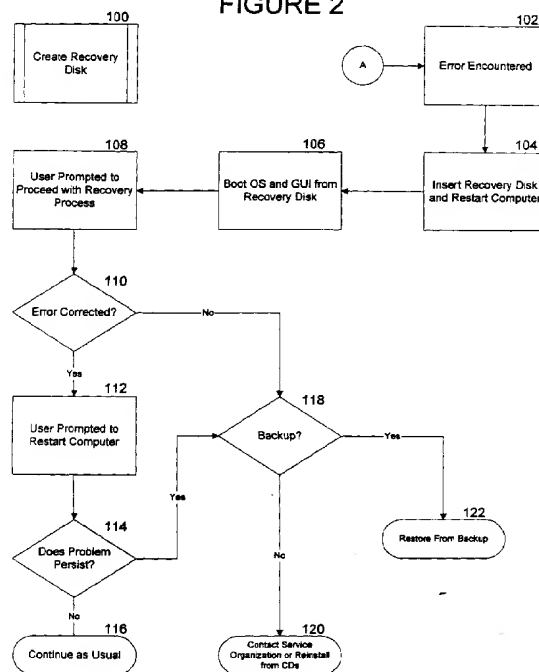 FIGURE 2
100
Create Recovery
Disk
A
102
Error Encountered
108
User Prompted to
Proceed with Recovery
Process
106
Boot OS and GUI from
Recovery Disk
104
Insert Recovery Disk
and Restart Computer
110
Error Corrected?
No
Yes
112
User Prompted to
Restart Computer
118
Backup?
Yes
Yes
114
Does Problem
Persist?
122
Restore From Backup
No
No
116
Continue as Usual
120
Contact Service
Organization or Reinstall
from CDs